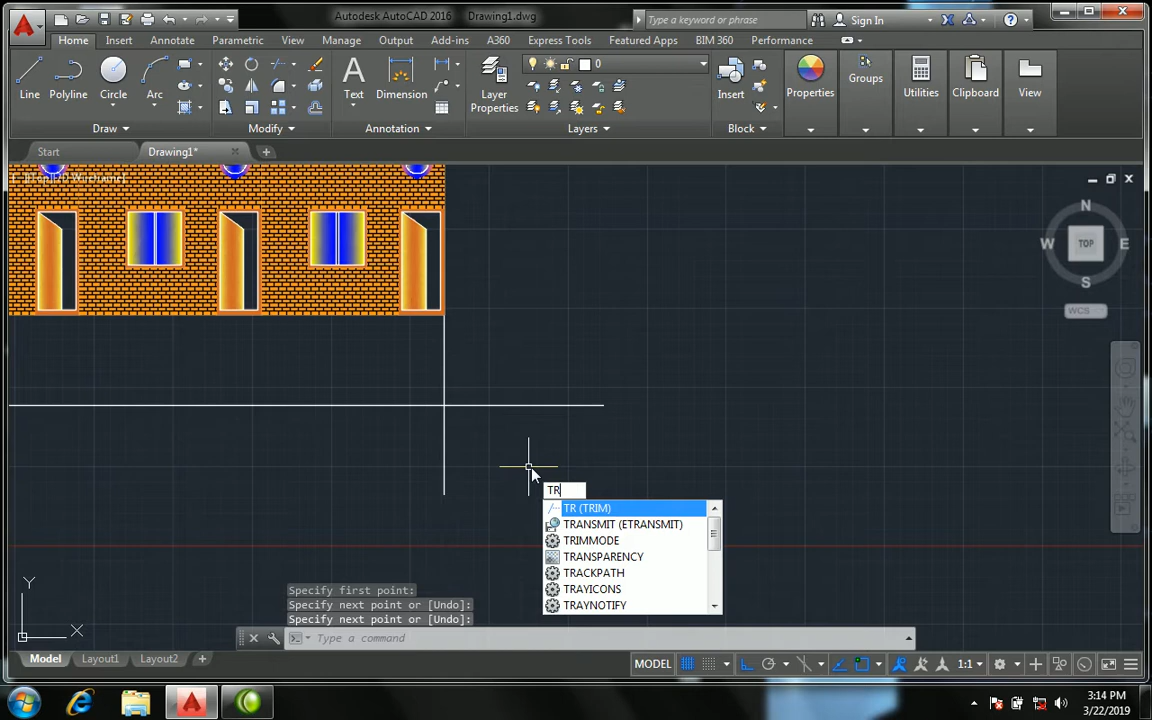 Autodesk AutoCAD 2016 Drawing1.dwg
Type a keyword or phrase
Sign In
Home Insert Annotate Parametric View Manage Output Add-ins A360 Express Tools Featured Apps BIM 360 Performance
Line Polyline Circle Arc
Text Dimension
Layer Properties
0
Insert
Properties
Groups
Utilities
Clipboard
View
Draw Modify Annotation Layers Block
Start Drawing1*
N
W TOP E
S
WCS
TR
TR (TRIM)
TRANSMIT (ETRANSMIT)
TRIMMODE
TRANSPARENCY
TRACKPATH
TRAYICONS
TRAYNOTIFY
Y
X
Specify first point:
Specify next point or [Undo]:
Specify next point or [Undo]:
Type a command
Model Layout1 Layout2
MODEL
1:1
3:14 PM
3/22/2019